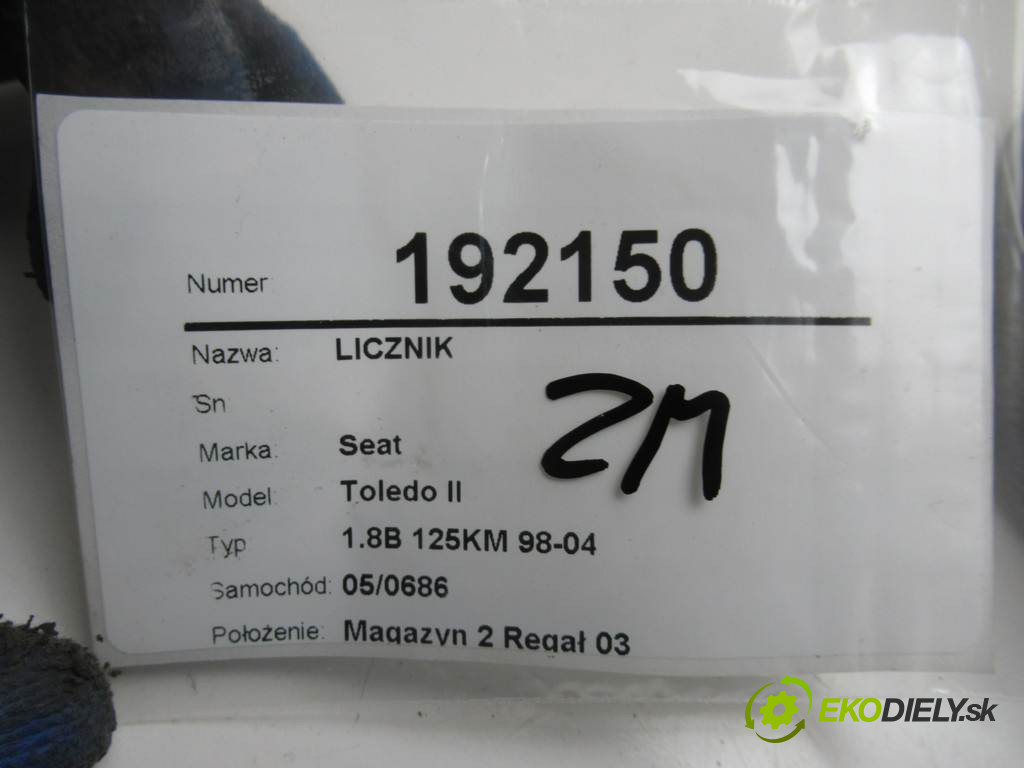 Numer: 192150
Nazwa: LICZNIK
Sn
Marka: Seat
Model: Toledo II
Typ 1.8B 125KM 98-04
Samochód: 05/0686
Położenie: Magazyn 2 Regał 03
ZM
EKODIELY.sk